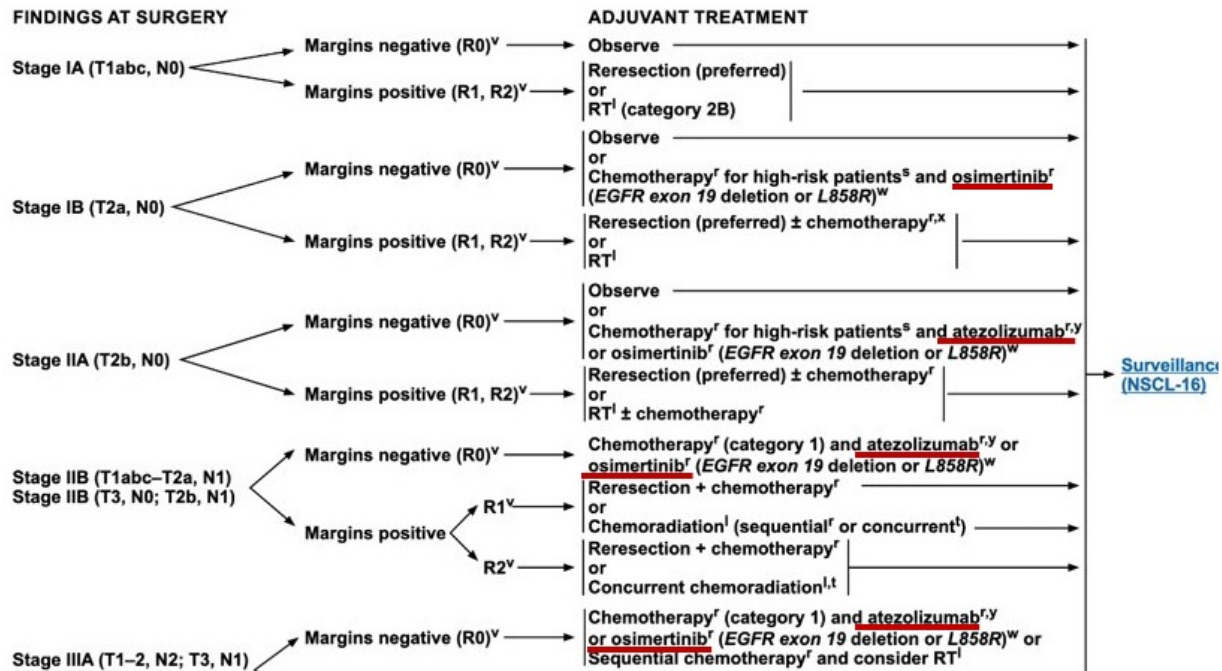 FINDINGS AT SURGERY
ADJUVANT TREATMENT
Stage IA (T1abc, N0)
Margins negative (R0)ᵛ
Observe
Margins positive (R1, R2)ᵛ
Reresection (preferred)
or
RTˡ (category 2B)
Stage IB (T2a, N0)
Margins negative (R0)ᵛ
Observe
or
Chemotherapyʳ for high-risk patientsˢ and osimertinibʳ
(EGFR exon 19 deletion or L858R)ʷ
Margins positive (R1, R2)ᵛ
Reresection (preferred) ± chemotherapyʳ,ˣ
or
RTˡ
Stage IIA (T2b, N0)
Margins negative (R0)ᵛ
Observe
or
Chemotherapyʳ for high-risk patientsˢ and atezolizumabʳ,ʸ
or osimertinibʳ (EGFR exon 19 deletion or L858R)ʷ
Margins positive (R1, R2)ᵛ
Reresection (preferred) ± chemotherapyʳ
or
RTˡ ± chemotherapyʳ
Stage IIB (T1abc–T2a, N1)
Stage IIB (T3, N0; T2b, N1)
Margins negative (R0)ᵛ
Chemotherapyʳ (category 1) and atezolizumabʳ,ʸ or
osimertinibʳ (EGFR exon 19 deletion or L858R)ʷ
Margins positive
R1ᵛ
Reresection + chemotherapyʳ
or
Chemoradiationˡ (sequentialʳ or concurrentᵗ)
R2ᵛ
Reresection + chemotherapyʳ
or
Concurrent chemoradiationˡ,ᵗ
Stage IIIA (T1–2, N2; T3, N1)
Margins negative (R0)ᵛ
Chemotherapyʳ (category 1) and atezolizumabʳ,ʸ
or osimertinibʳ (EGFR exon 19 deletion or L858R)ʷ or
Sequential chemotherapyʳ and consider RTˡ
Surveillance
(NSCL-16)